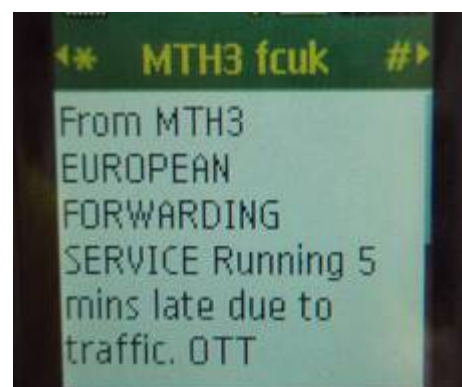 * MTH3 fcuk #
From MTH3
EUROPEAN
FORWARDING
SERVICE Running 5
mins late due to
traffic. OTT